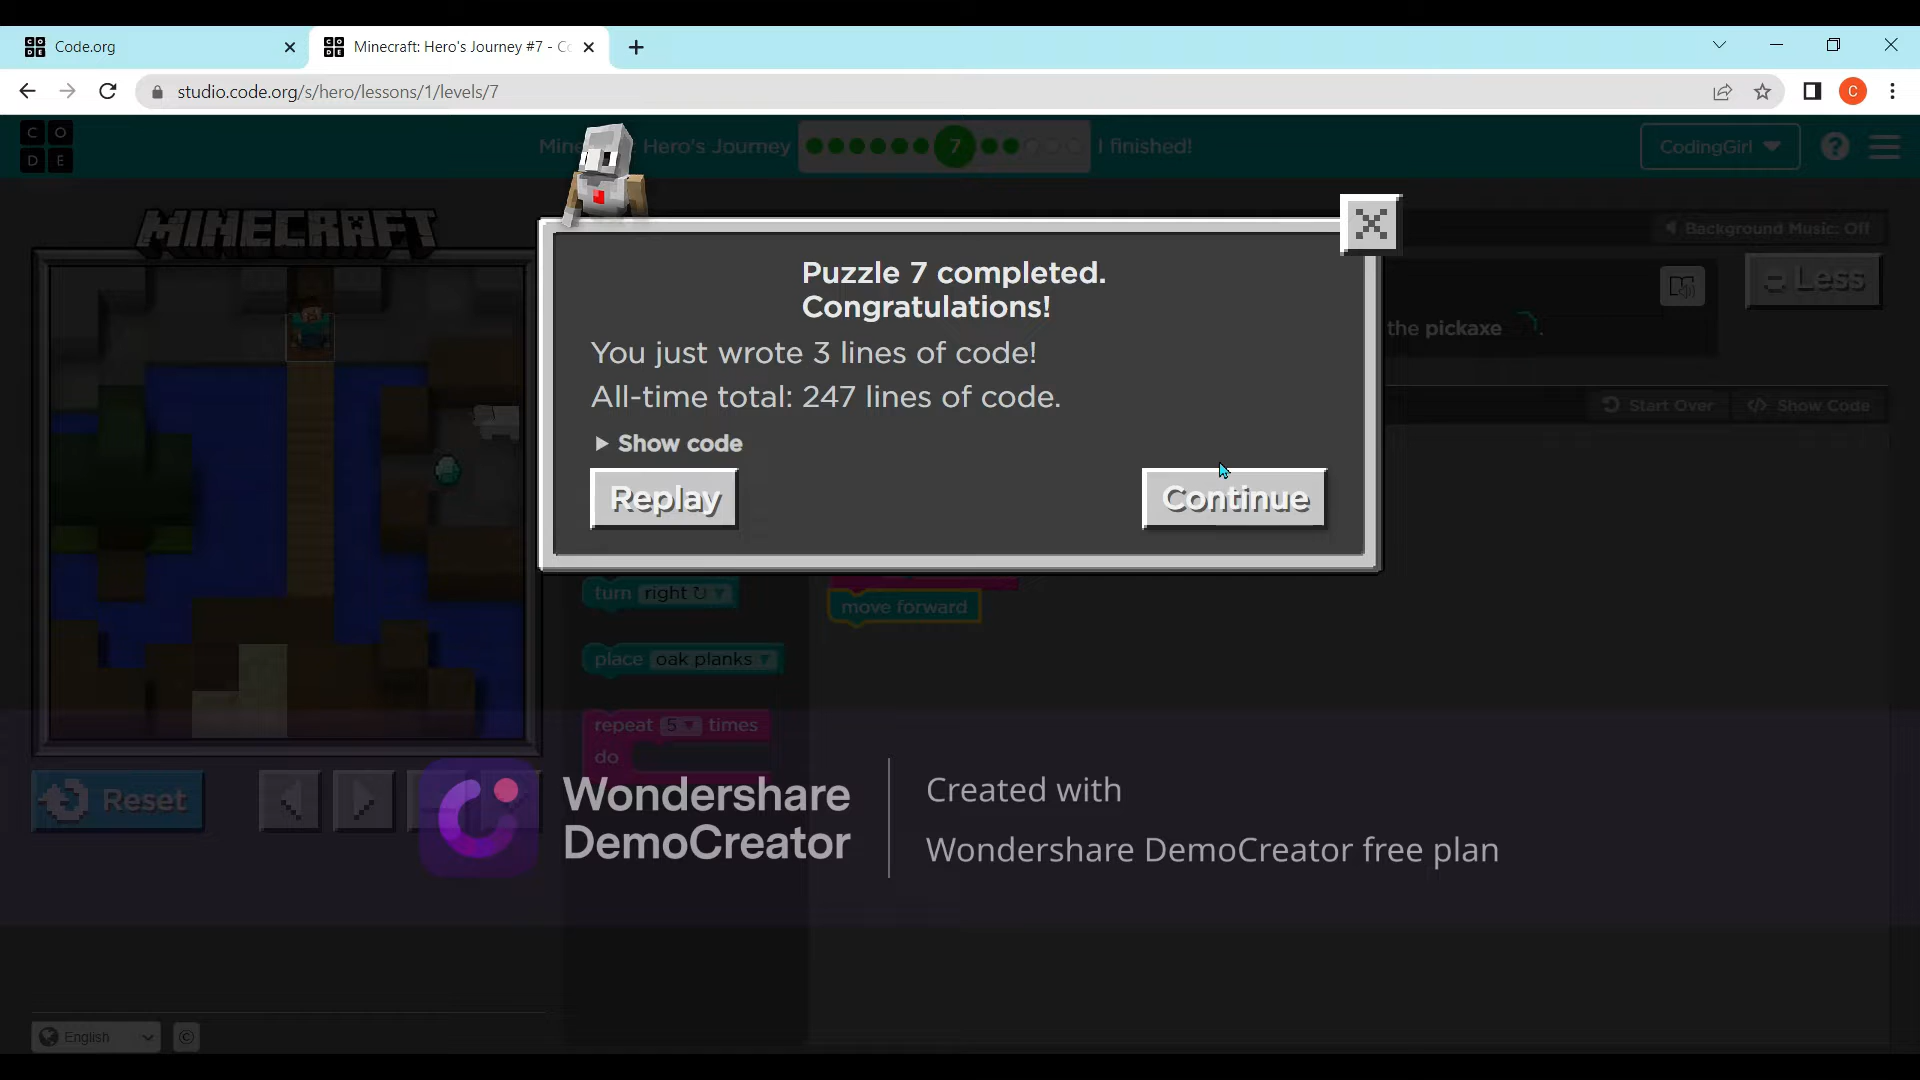 Code.org
Minecraft: Hero's Journey #7 - Co
studio.code.org/s/hero/lessons/1/levels/7
C
C O
D E
Hero's Journey
7
I finished!
CodingGirl
?
MINECRAFT
Background Music: Off
Less
the pickaxe .
Start Over
Show Code
Puzzle 7 completed.
Congratulations!
You just wrote 3 lines of code!
All-time total: 247 lines of code.
Show code
Replay
Continue
turn right
move forward
place oak planks
repeat 5 times
do
Reset
Wondershare
DemoCreator
Created with
Wondershare DemoCreator free plan
English
©